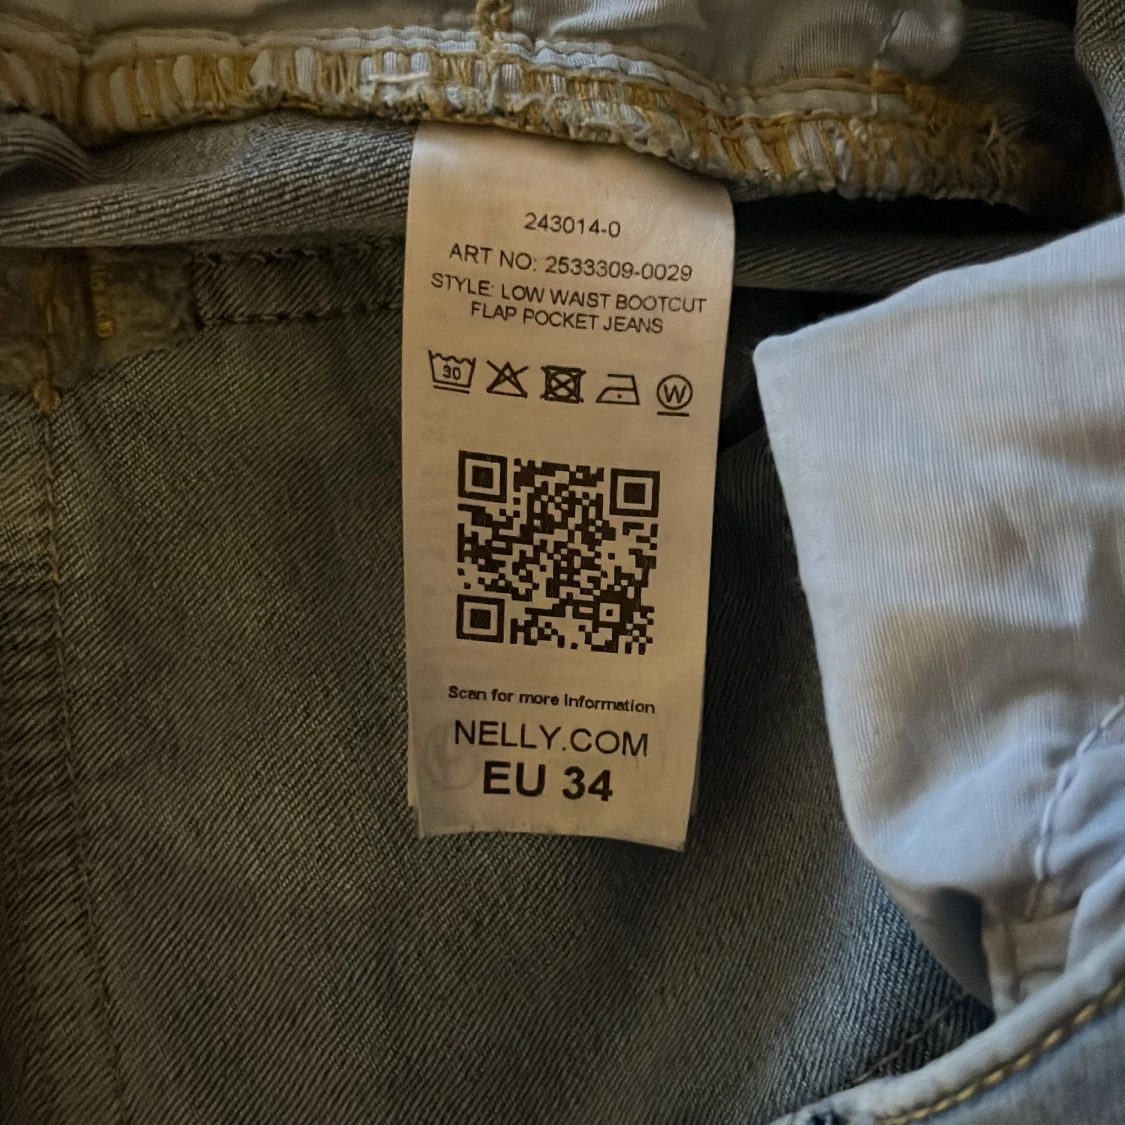 243014-0
ART NO: 2533309-0029
STYLE: LOW WAIST BOOTCUT
FLAP POCKET JEANS
30
W
Scan for more information
NELLY.COM
EU 34